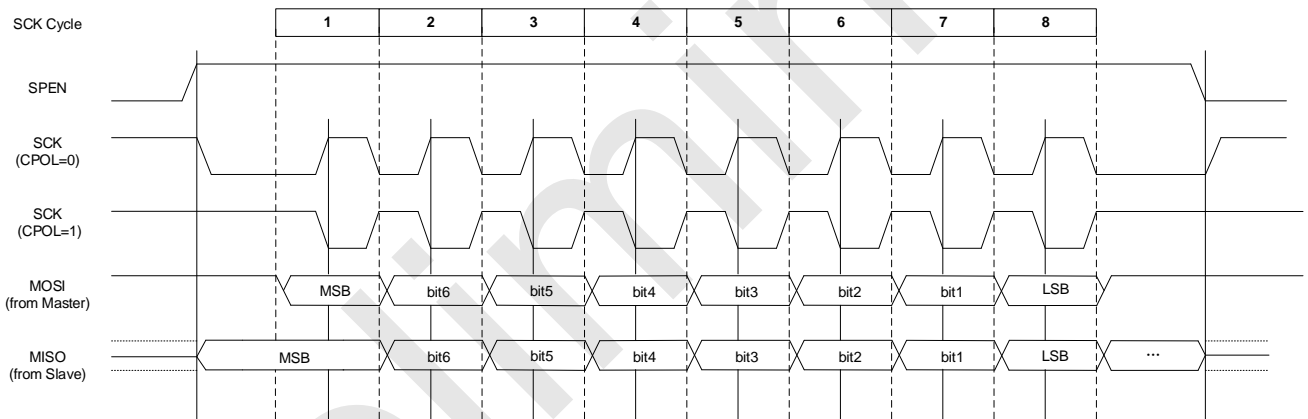 SCK Cycle 1 2 3 4 5 6 7 8
SPEN
SCK
(CPOL=0)
SCK
(CPOL=1)
MOSI
(from Master)
MSB bit6 bit5 bit4 bit3 bit2 bit1 LSB
MISO
(from Slave)
MSB bit6 bit5 bit4 bit3 bit2 bit1 LSB ...